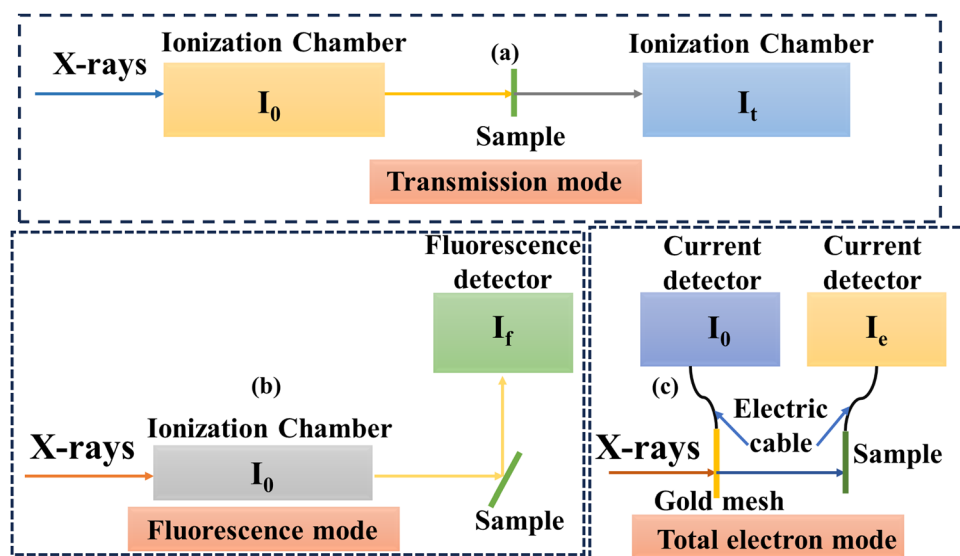 Ionization Chamber
(a)
Ionization Chamber
X-rays
I₀
Iₜ
Sample
Transmission mode
Fluorescence
detector
I_f
(b)
Ionization Chamber
X-rays
I₀
Sample
Fluorescence mode
Current
detector
Current
detector
I₀
Iₑ
(c)
Electric
cable
X-rays
Sample
Gold mesh
Total electron mode